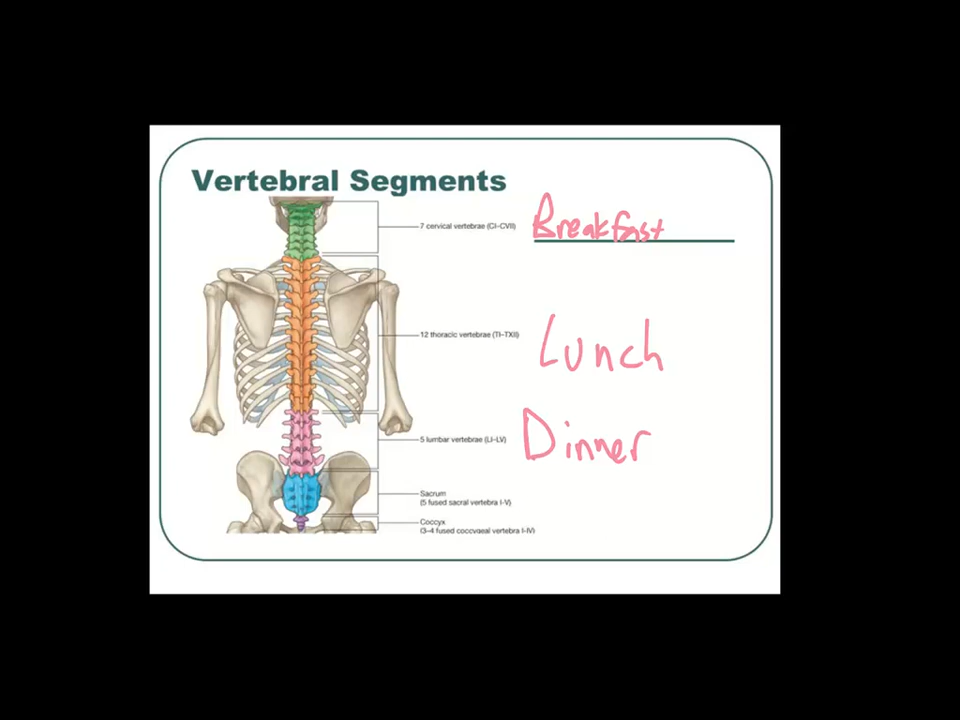 Vertebral Segments
7 cervical vertebrae (CI–CVII)
Breakfast
12 thoracic vertebrae (TI–TXII)
Lunch
5 lumbar vertebrae (LI–LV)
Dinner
Sacrum
(5 fused sacral vertebra I-V)
Coccyx
(3–4 fused coccygeal vertebra I-IV)